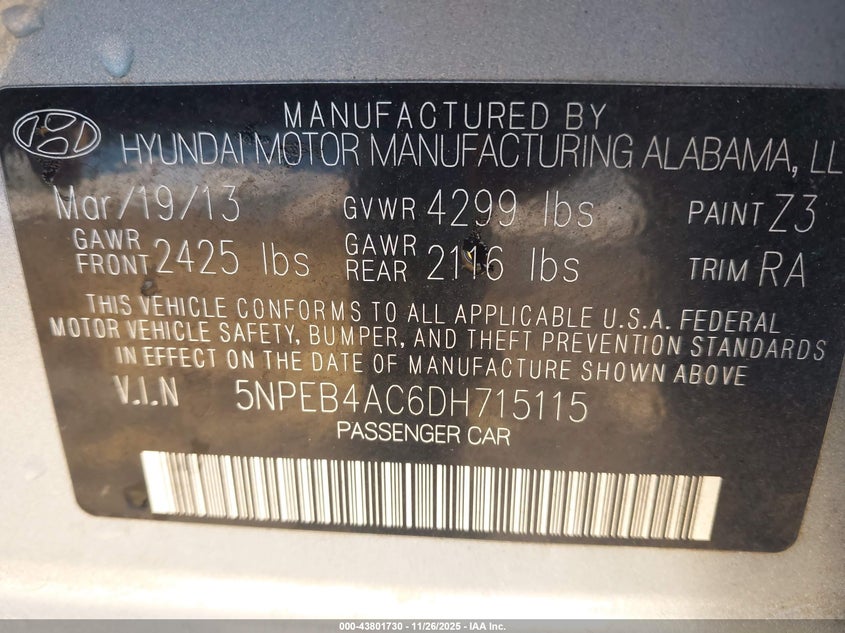 MANUFACTURED BY
HYUNDAI MOTOR MANUFACTURING ALABAMA, LL
Mar/19/13 GVWR 4299 lbs PAINT Z3
GAWR FRONT 2425 lbs GAWR REAR 2116 lbs TRIM RA
THIS VEHICLE CONFORMS TO ALL APPLICABLE U.S.A. FEDERAL
MOTOR VEHICLE SAFETY, BUMPER, AND THEFT PREVENTION STANDARDS
IN EFFECT ON THE DATE OF MANUFACTURE SHOWN ABOVE
V.I.N 5NPEB4AC6DH715115
PASSENGER CAR
000-43801730 - 11/26/2025 - IAA Inc.